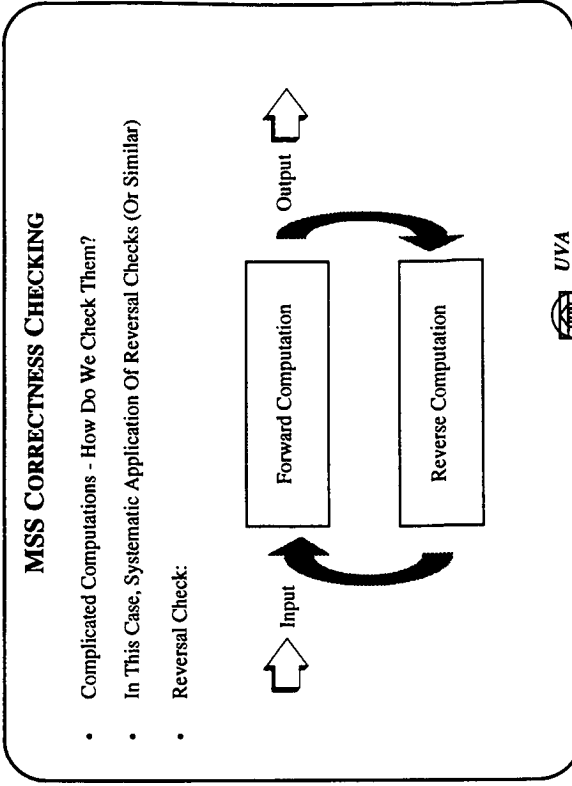 MSS CORRECTNESS CHECKING
• Complicated Computations - How Do We Check Them?
• In This Case, Systematic Application Of Reversal Checks (Or Similar)
• Reversal Check:
Input
Forward Computation
Output
Reverse Computation
UVA